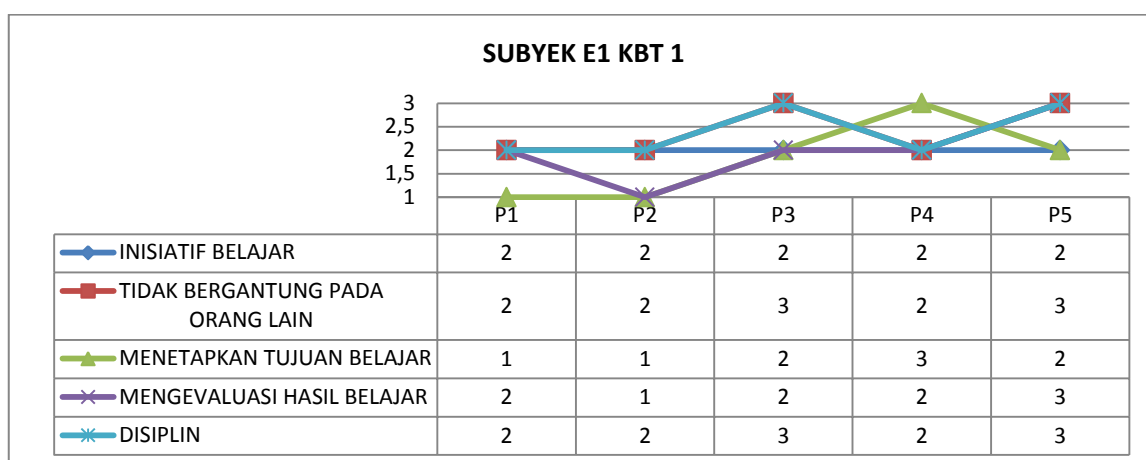 SUBYEK E1 KBT 1
3
2,5
2
1,5
1
P1 P2 P3 P4 P5
INISIATIF BELAJAR 2 2 2 2 2
TIDAK BERGANTUNG PADA
ORANG LAIN 2 2 3 2 3
MENETAPKAN TUJUAN BELAJAR 1 1 2 3 2
MENGEVALUASI HASIL BELAJAR 2 1 2 2 3
DISIPLIN 2 2 3 2 3